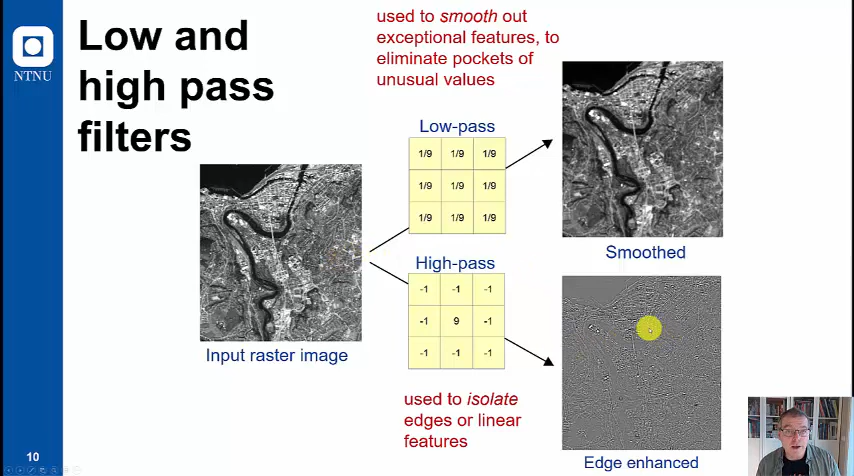 NTNU
Low and
high pass
filters
used to smooth out
exceptional features, to
eliminate pockets of
unusual values
Low-pass
1/9 1/9 1/9
1/9 1/9 1/9
1/9 1/9 1/9
Smoothed
Input raster image
High-pass
-1 -1 -1
-1 9 -1
-1 -1 -1
used to isolate
edges or linear
features
Edge enhanced
10